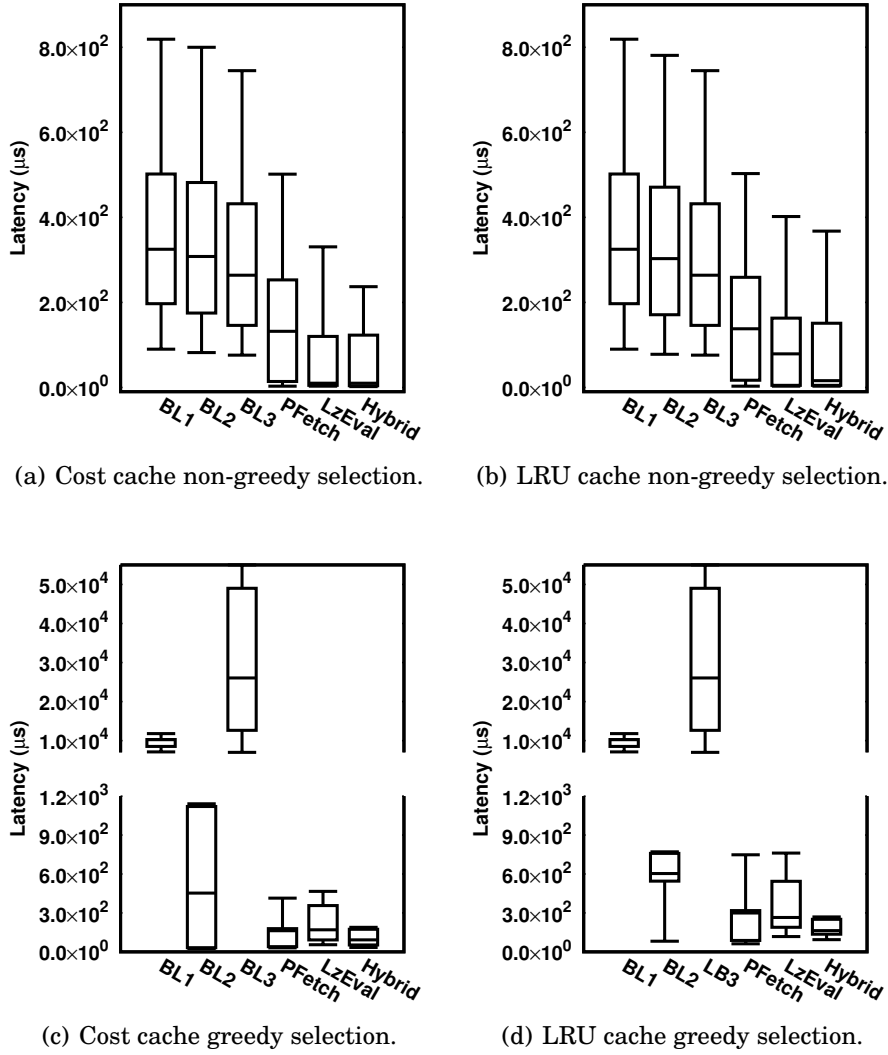 8.0×10²
6.0×10²
4.0×10²
2.0×10²
0.0×10⁰
Latency (μs)
BL1 BL2 BL3 PFetch LzEval Hybrid
(a) Cost cache non-greedy selection.
8.0×10²
6.0×10²
4.0×10²
2.0×10²
0.0×10⁰
Latency (μs)
BL1 BL2 BL3 PFetch LzEval Hybrid
(b) LRU cache non-greedy selection.
5.0×10⁴
4.0×10⁴
3.0×10⁴
2.0×10⁴
1.0×10⁴
1.2×10³
9.0×10²
6.0×10²
3.0×10²
0.0×10⁰
Latency (μs)
BL1 BL2 BL3 PFetch LzEval Hybrid
(c) Cost cache greedy selection.
5.0×10⁴
4.0×10⁴
3.0×10⁴
2.0×10⁴
1.0×10⁴
1.2×10³
9.0×10²
6.0×10²
3.0×10²
0.0×10⁰
Latency (μs)
BL1 BL2 LB3 PFetch LzEval Hybrid
(d) LRU cache greedy selection.